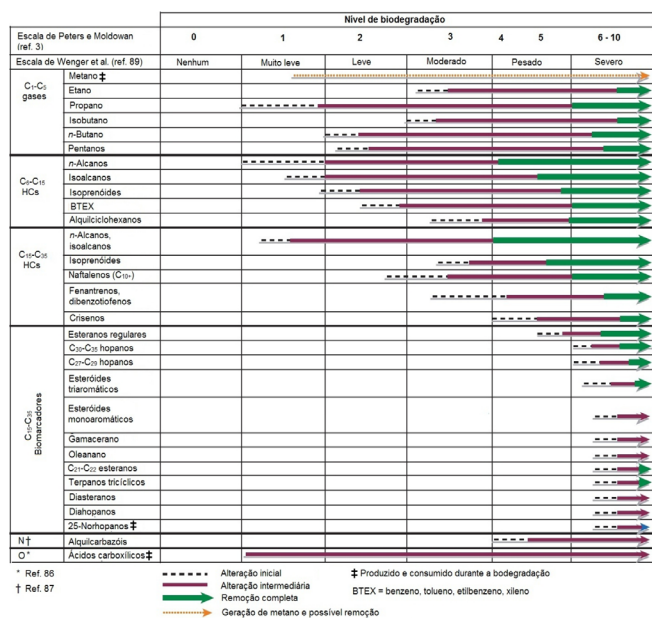 Nível de biodegradação
Escala de Peters e Moldowan (ref. 3) 0 1 2 3 4 5 6 - 10
Escala de Wenger et al. (ref. 89) Nenhum Muito leve Leve Moderado Pesado Severo
C₁-C₅ gases
Metano ‡
Etano
Propano
Isobutano
n-Butano
Pentanos
C₆-C₁₅ HCs
n-Alcanos
Isoalcanos
Isoprenóides
BTEX
Alquilciclohexanos
C₁₅-C₃₅ HCs
n-Alcanos, isoalcanos
Isoprenóides
Naftalenos (C₁₀₊)
Fenantrenos, dibenzotiofenos
Crisenos
C₁₅-C₃₅ Biomarcadores
Esteranos regulares
C₃₀-C₃₅ hopanos
C₂₇-C₂₉ hopanos
Esteróides triaromáticos
Esteróides monoaromáticos
Gamacerano
Oleanano
C₂₁-C₂₂ esteranos
Terpanos tricíclicos
Diasteranos
Diahopanos
25-Norhopanos ‡
N† Alquilcarbazóis
O* Ácidos carboxílicos ‡
* Ref. 86
† Ref. 87
Alteração inicial
Alteração intermediária
Remoção completa
Geração de metano e possível remoção
‡ Produzido e consumido durante a biodegradação
BTEX = benzeno, tolueno, etilbenzeno, xileno